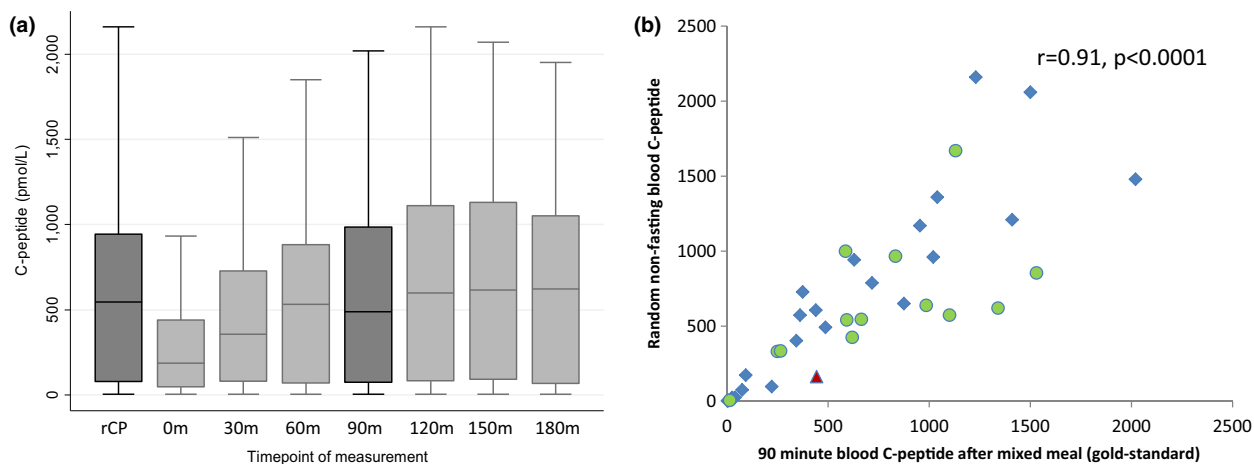 (a)
C-peptide (pmol/L)
2,000
1,500
1,000
500
0
rCP 0m 30m 60m 90m 120m 150m 180m
Timepoint of measurement
(b)
r=0.91, p<0.0001
Random non-fasting blood C-peptide
2500
2000
1500
1000
500
0
0 500 1000 1500 2000 2500
90 minute blood C-peptide after mixed meal (gold-standard)